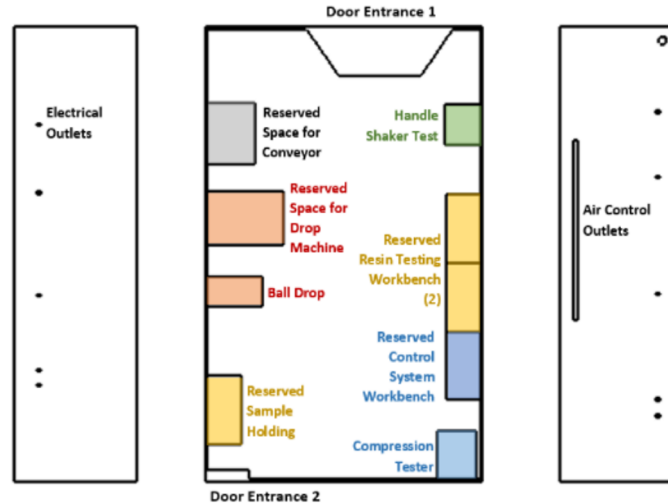 Door Entrance 1
Electrical
Outlets
Reserved
Space for
Conveyor
Handle
Shaker Test
Reserved
Space for
Drop
Machine
Ball Drop
Reserved
Resin Testing
Workbench
(2)
Air Control
Outlets
Reserved
Control
System
Workbench
Reserved
Sample
Holding
Compression
Tester
Door Entrance 2